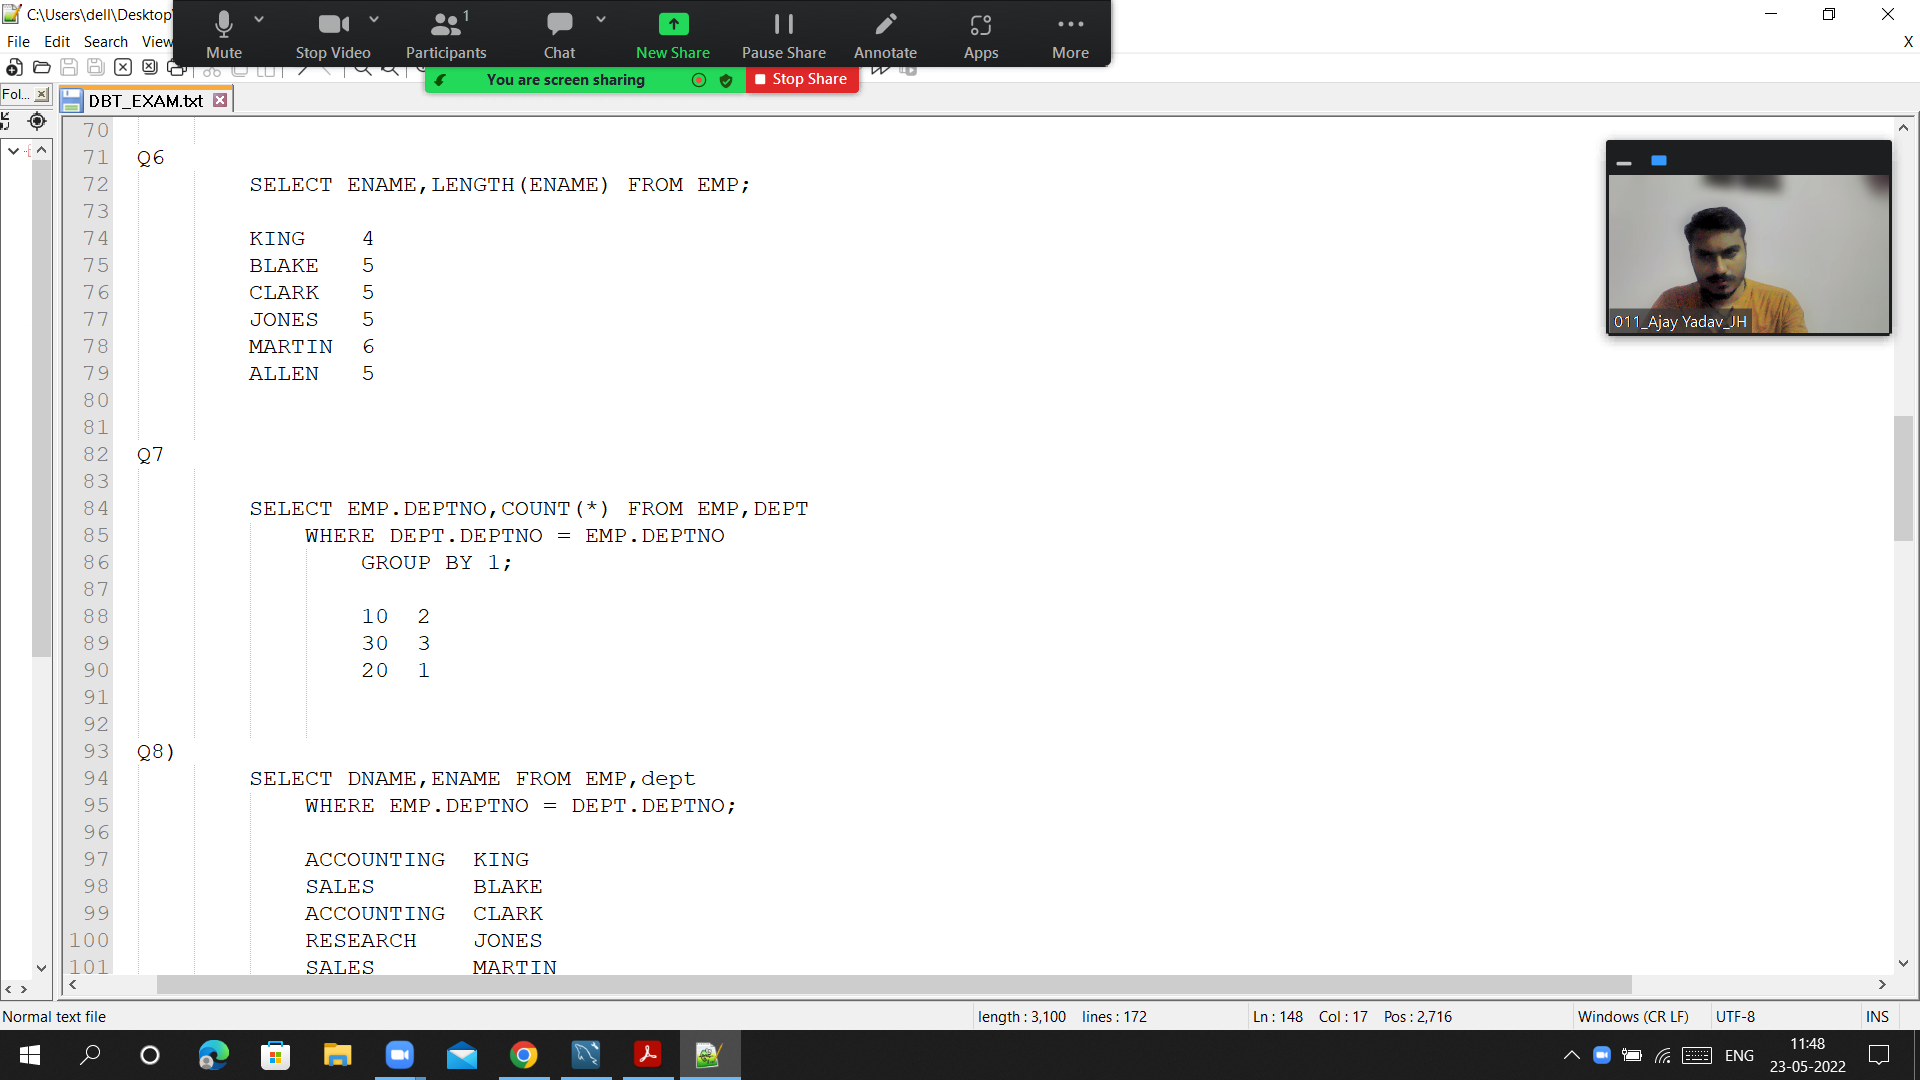 C:\Users\dell\Desktop\
Mute
Stop Video
Participants
1
Chat
New Share
Pause Share
Annotate
Apps
More
You are screen sharing
Stop Share
File Edit Search View
X
Fol...
DBT_EXAM.txt
70
71 Q6
72 SELECT ENAME,LENGTH(ENAME) FROM EMP;
73
74 KING 4
75 BLAKE 5
76 CLARK 5
77 JONES 5
78 MARTIN 6
79 ALLEN 5
80
81
82 Q7
83
84 SELECT EMP.DEPTNO,COUNT(*) FROM EMP,DEPT
85 WHERE DEPT.DEPTNO = EMP.DEPTNO
86 GROUP BY 1;
87
88 10 2
89 30 3
90 20 1
91
92
93 Q8)
94 SELECT DNAME,ENAME FROM EMP,dept
95 WHERE EMP.DEPTNO = DEPT.DEPTNO;
96
97 ACCOUNTING KING
98 SALES BLAKE
99 ACCOUNTING CLARK
100 RESEARCH JONES
101 SALES MARTIN
011_Ajay Yadav_JH
Normal text file
length : 3,100 lines : 172
Ln : 148 Col : 17 Pos : 2,716
Windows (CR LF)
UTF-8
INS
ENG
11:48
23-05-2022